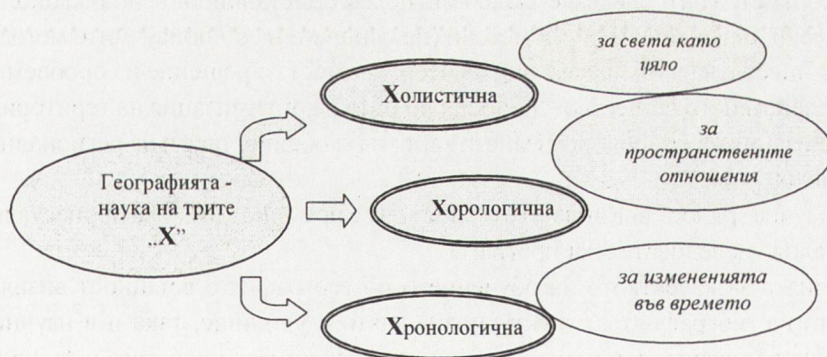 за света като
цяло
Холистична
за
пространствените
отношения
Географията -
наука на трите
„Х”
Хорологична
за измененията
във времето
Хронологична